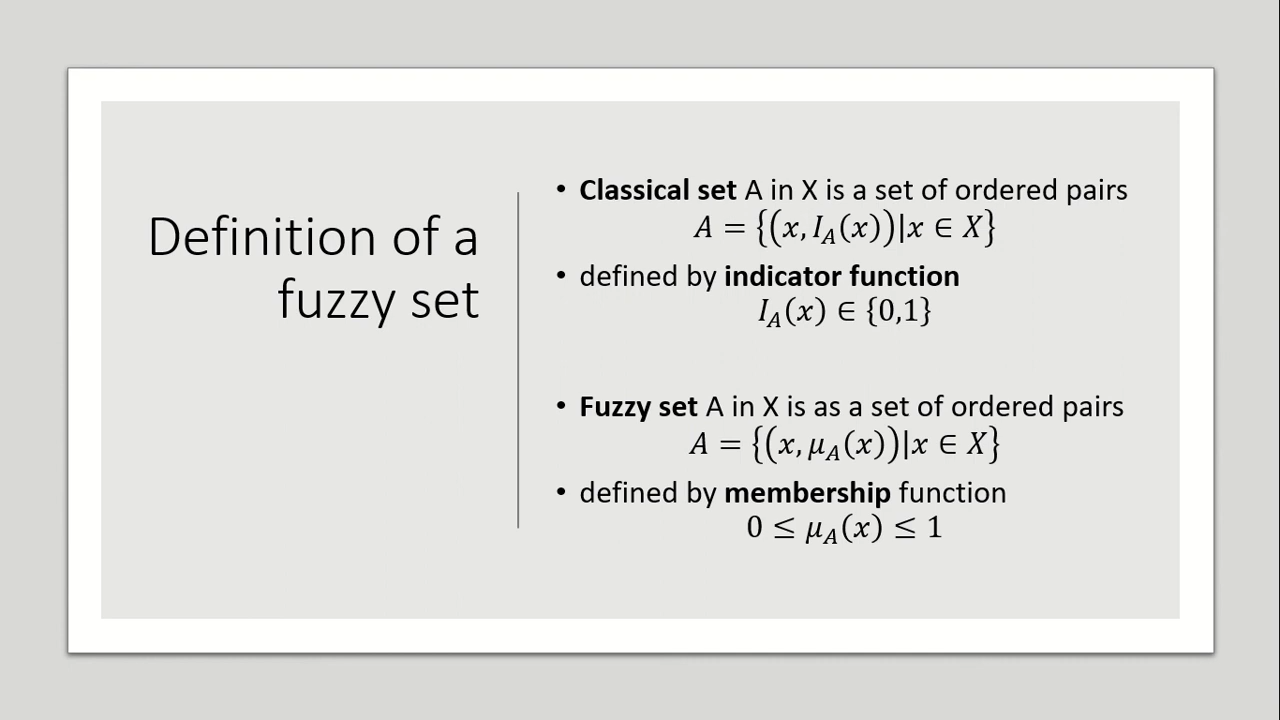 Definition of a
fuzzy set
• Classical set A in X is a set of ordered pairs
A = {(x, I_A(x))|x ∈ X}
• defined by indicator function
I_A(x) ∈ {0,1}
• Fuzzy set A in X is as a set of ordered pairs
A = {(x, μ_A(x))|x ∈ X}
• defined by membership function
0 ≤ μ_A(x) ≤ 1